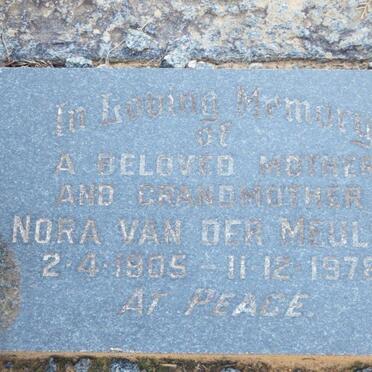 In Loving Memory
of
A BELOVED MOTHER
AND GRANDMOTHER
NORA VAN DER MEUL
2·4·1905 – 11·12·197
At Peace.